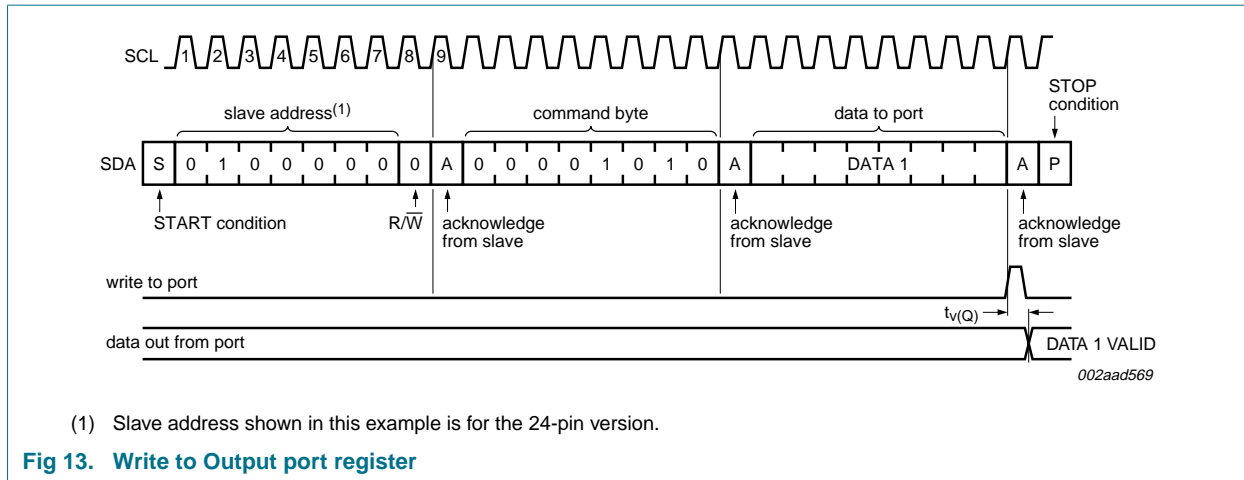 SCL 1 2 3 4 5 6 7 8 9
STOP
condition
slave address(1) command byte data to port
SDA S 0 1 0 0 0 0 0 0 A 0 0 0 0 1 0 1 0 A DATA 1 A P
START condition R/W̅ acknowledge from slave acknowledge from slave acknowledge from slave
write to port
tv(Q)
data out from port DATA 1 VALID
002aad569
(1) Slave address shown in this example is for the 24-pin version.
Fig 13. Write to Output port register